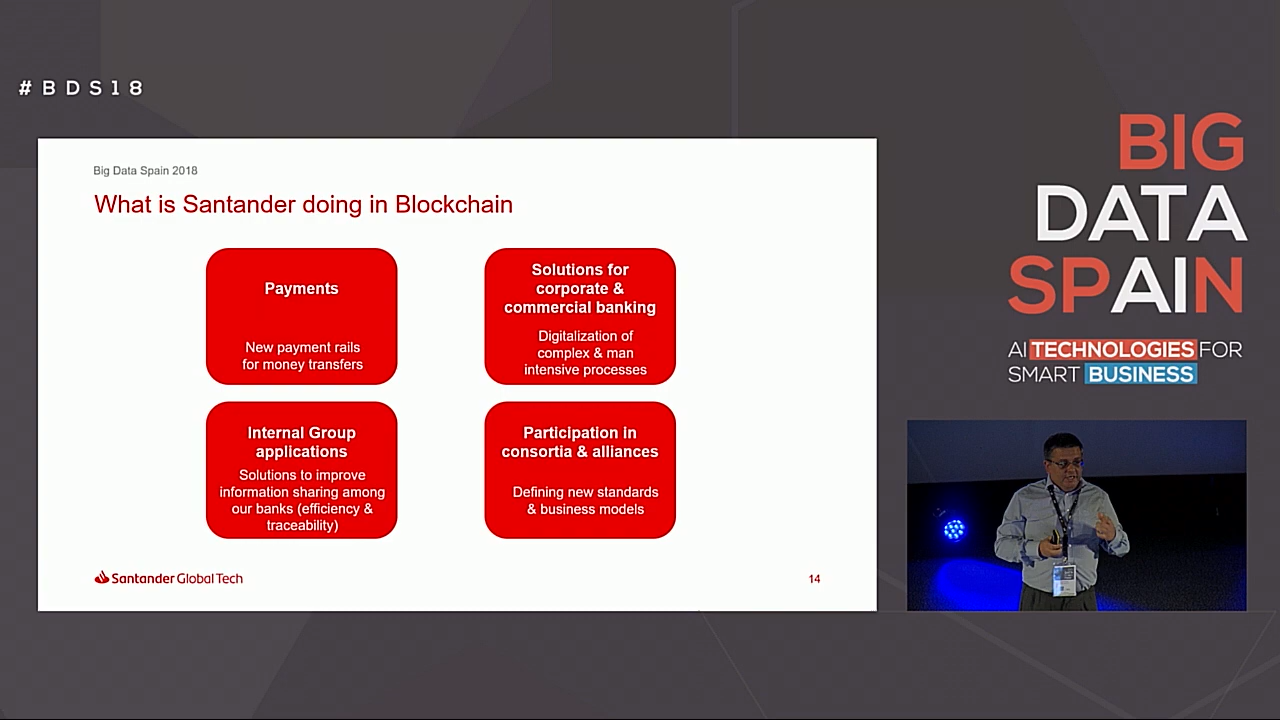 #BDS18
Big Data Spain 2018
What is Santander doing in Blockchain
Payments
New payment rails
for money transfers
Solutions for
corporate &
commercial banking
Digitalization of
complex & man
intensive processes
Internal Group
applications
Solutions to improve
information sharing among
our banks (efficiency &
traceability)
Participation in
consortia & alliances
Defining new standards
& business models
Santander Global Tech
14
BIG
DATA
SPAIN
AI TECHNOLOGIES FOR
SMART BUSINESS